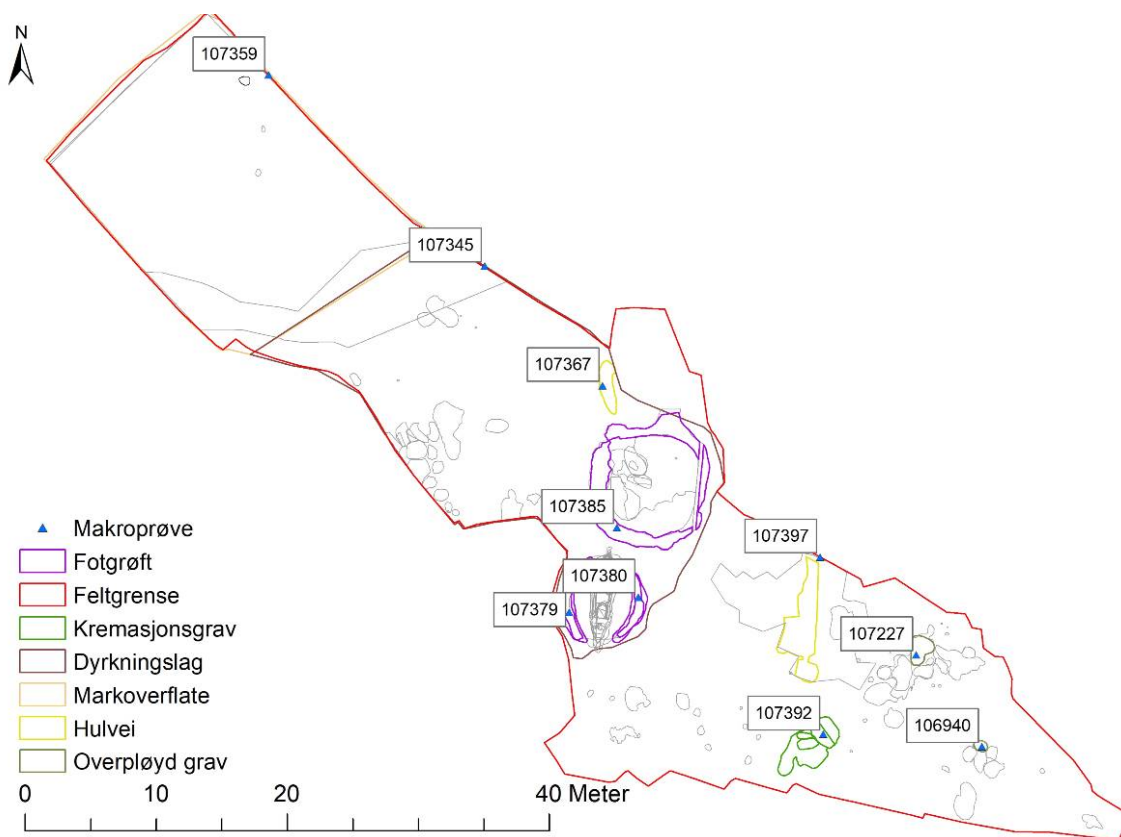 N
107359
107345
107367
107385
107397
107380
107379
107227
107392
106940
Makroprøve
Fotgrøft
Feltgrense
Kremasjonsgrav
Dyrkningslag
Markoverflate
Hulvei
Overpløyd grav
0 10 20 40 Meter